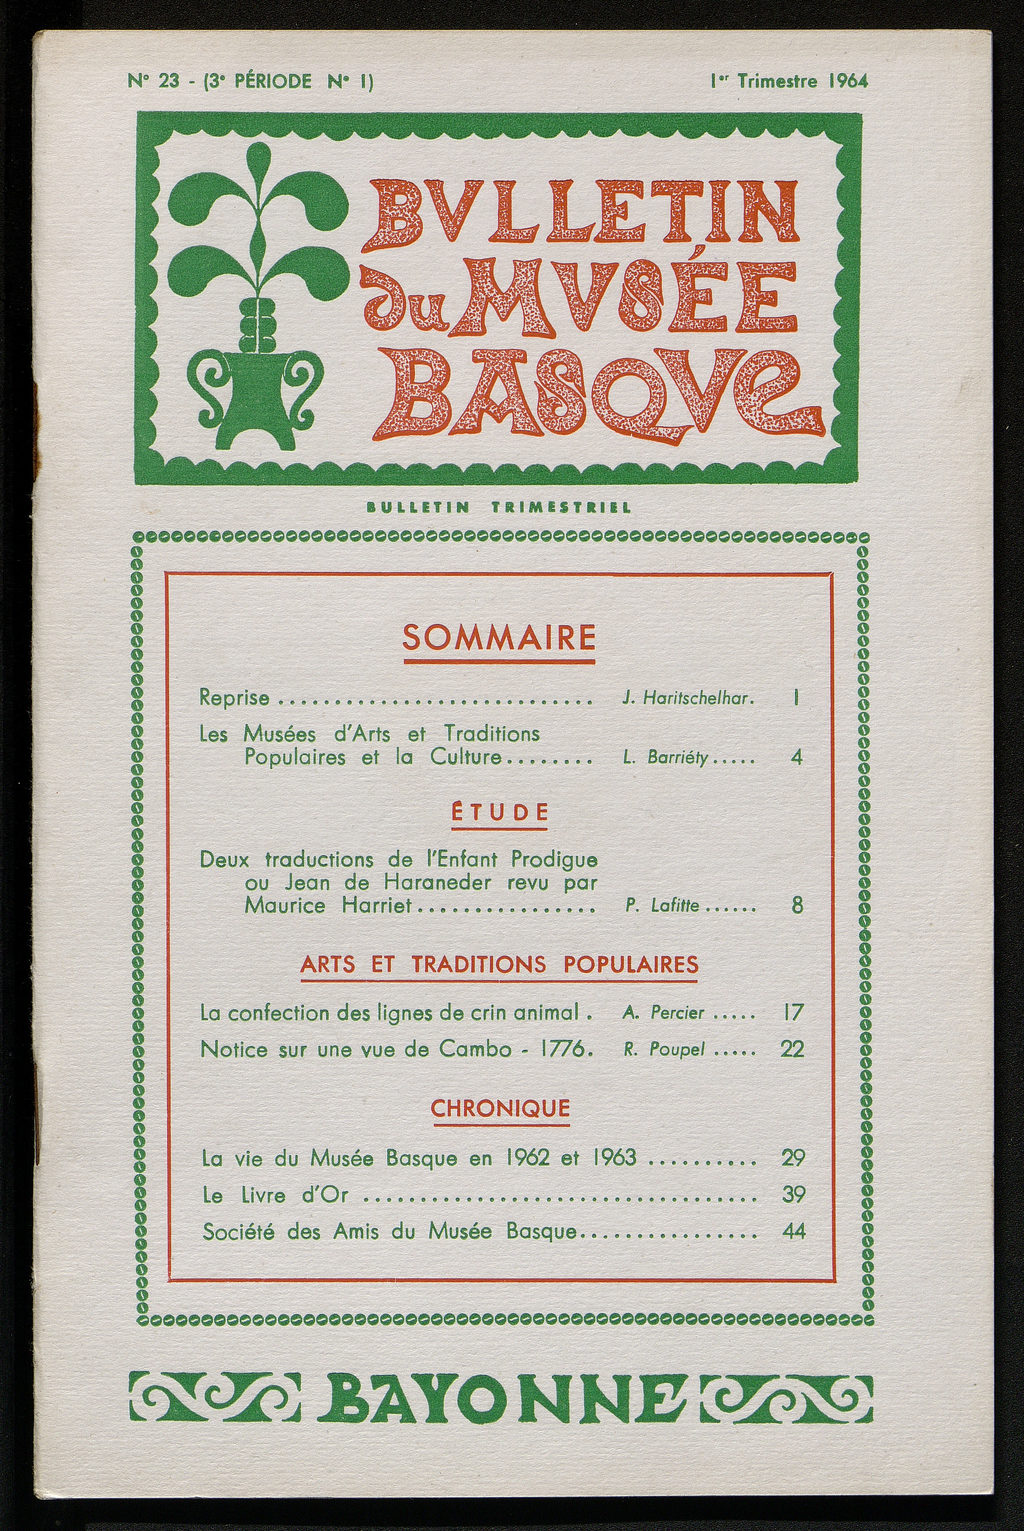 N° 23 - (3e PÉRIODE N° 1)
1er Trimestre 1964
BVLLETIN
du MVSÉE
BASQVE
BULLETIN TRIMESTRIEL
SOMMAIRE
Reprise ............................ J. Haritschelhar. 1
Les Musées d'Arts et Traditions
Populaires et la Culture........ L. Barriéty..... 4
ÉTUDE
Deux traductions de l'Enfant Prodigue
ou Jean de Haraneder revu par
Maurice Harriet................ P. Lafitte...... 8
ARTS ET TRADITIONS POPULAIRES
La confection des lignes de crin animal . A. Percier ..... 17
Notice sur une vue de Cambo - 1776. R. Poupel ..... 22
CHRONIQUE
La vie du Musée Basque en 1962 et 1963 .......... 29
Le Livre d'Or ................................... 39
Société des Amis du Musée Basque................ 44
BAYONNE